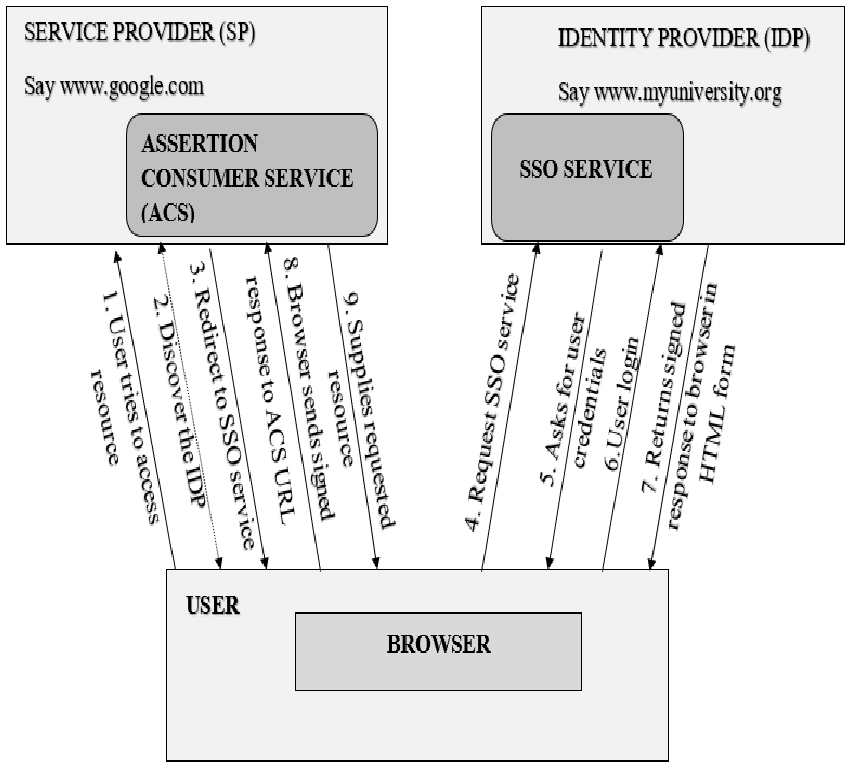 SERVICE PROVIDER (SP)
Say www.google.com
ASSERTION
CONSUMER SERVICE
(ACS)
IDENTITY PROVIDER (IDP)
Say www.myuniversity.org
SSO SERVICE
1. User tries to access
resource
2. Discover the IDP
3. Redirect to SSO service
8. Browser sends signed
response to ACS URL
9. Supplies requested
resource
4. Request SSO service
5. Asks for user
credentials
6.User login
7. Returns signed
response to browser in
HTML form
USER
BROWSER